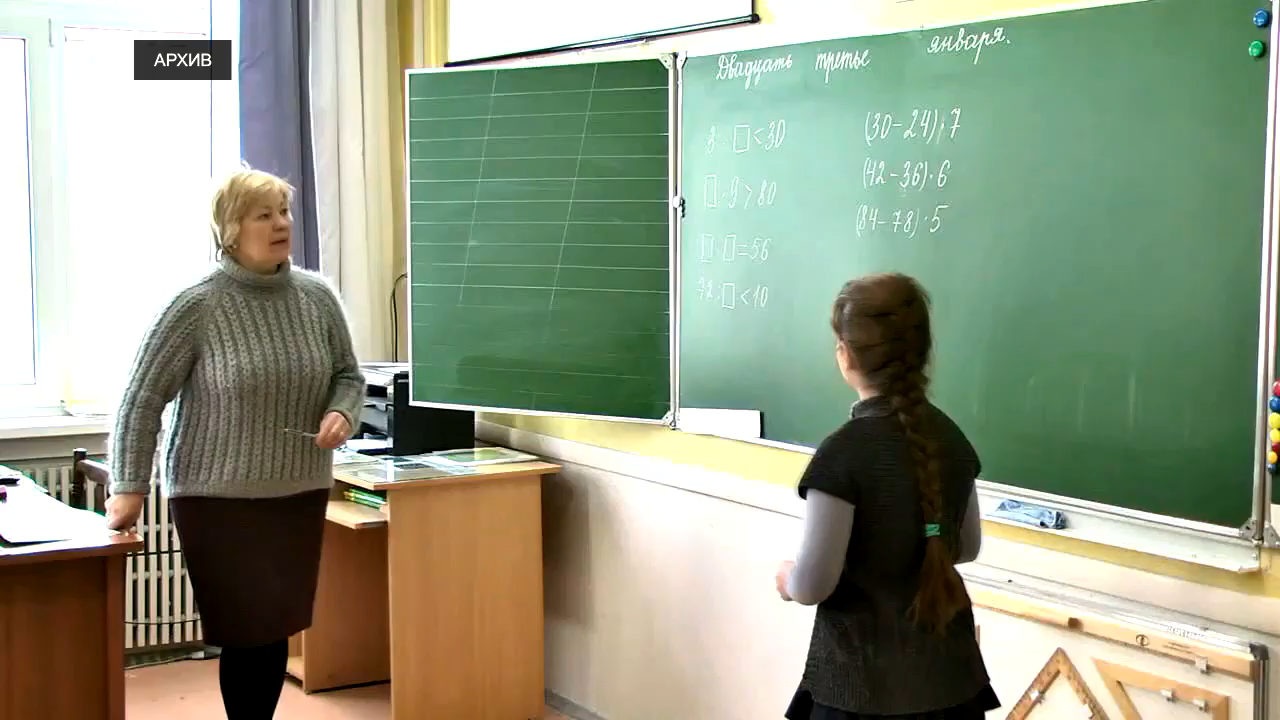 АРХИВ
Двадцать третье января.
3 · □ < 30
□ · 9 > 80
□ · □ = 56
72 : □ < 10
(30 – 24) · 7
(42 – 36) · 6
(84 – 78) · 5